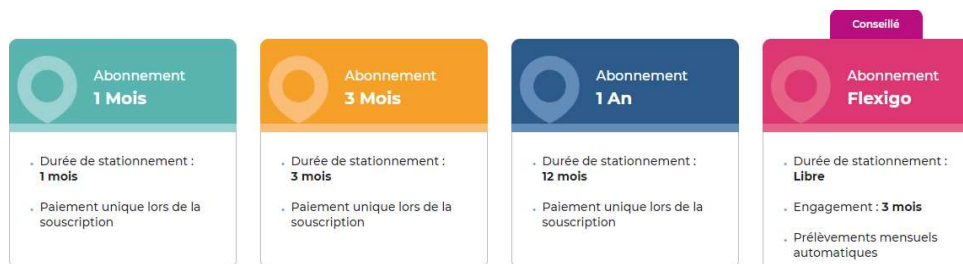 Conseillé
Abonnement
1 Mois
Durée de stationnement :
1 mois
Paiement unique lors de la
souscription
Abonnement
3 Mois
Durée de stationnement :
3 mois
Paiement unique lors de la
souscription
Abonnement
1 An
Durée de stationnement :
12 mois
Paiement unique lors de la
souscription
Abonnement
Flexigo
Durée de stationnement :
Libre
Engagement : 3 mois
Prélèvements mensuels
automatiques